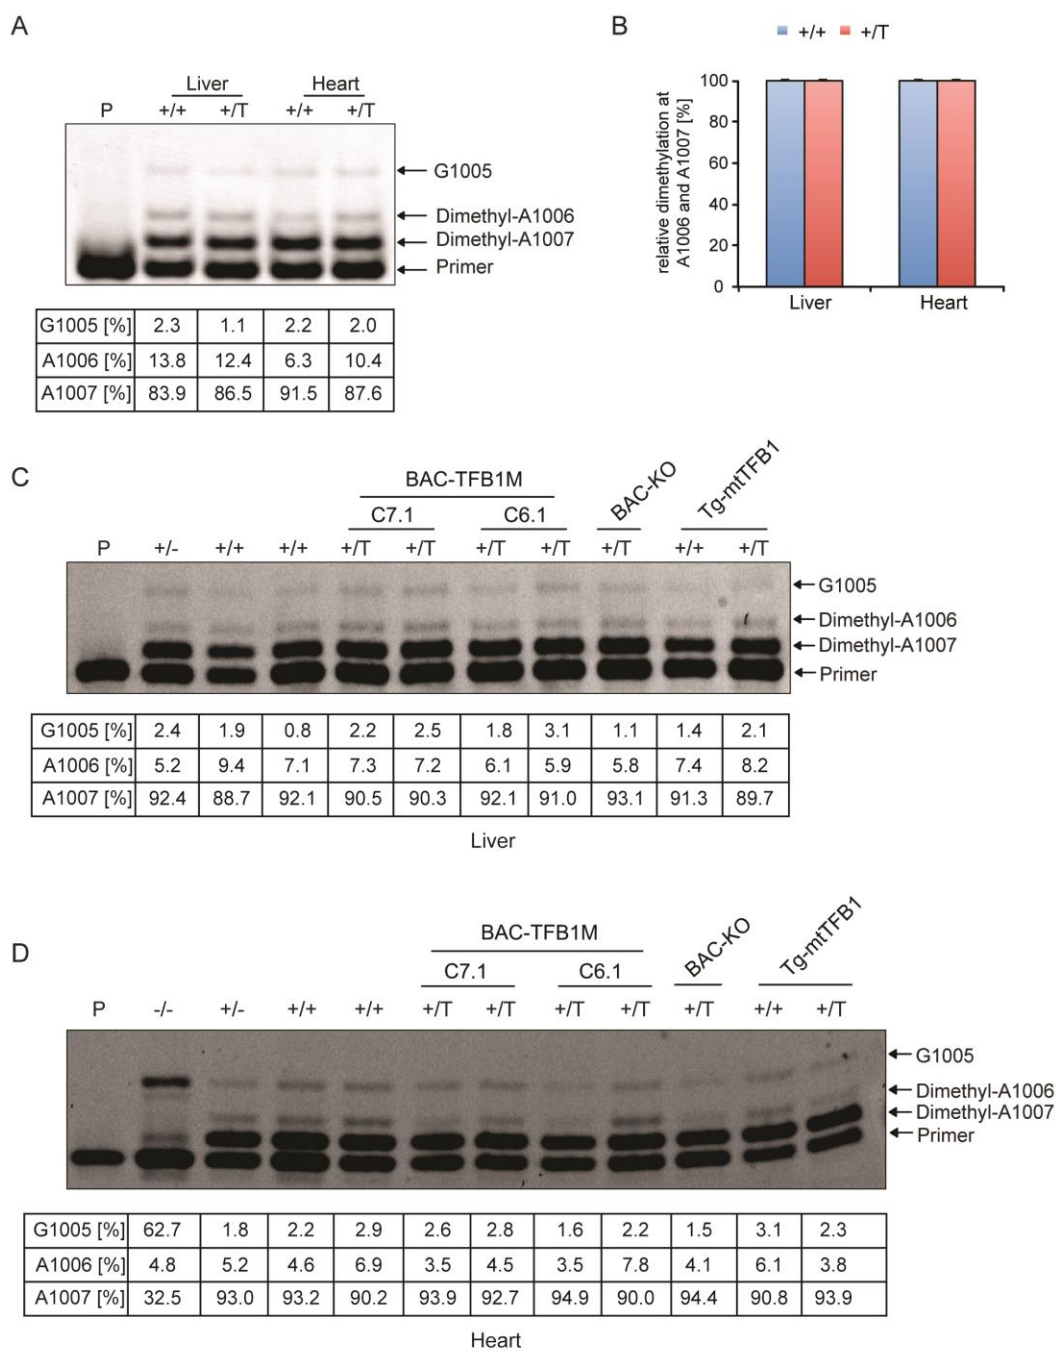 A
Liver Heart
P +/+ +/T +/+ +/T
G1005
Dimethyl-A1006
Dimethyl-A1007
Primer
G1005 [%] 2.3 1.1 2.2 2.0
A1006 [%] 13.8 12.4 6.3 10.4
A1007 [%] 83.9 86.5 91.5 87.6
B
+/+ +/T
relative dimethylation at
A1006 and A1007 [%]
100
80
60
40
20
0
Liver Heart
C
BAC-TFB1M BAC-KO Tg-mtTFB1
C7.1 C6.1
P +/- +/+ +/+ +/T +/T +/T +/T +/T +/+ +/T
G1005
Dimethyl-A1006
Dimethyl-A1007
Primer
G1005 [%] 2.4 1.9 0.8 2.2 2.5 1.8 3.1 1.1 1.4 2.1
A1006 [%] 5.2 9.4 7.1 7.3 7.2 6.1 5.9 5.8 7.4 8.2
A1007 [%] 92.4 88.7 92.1 90.5 90.3 92.1 91.0 93.1 91.3 89.7
Liver
D
BAC-TFB1M BAC-KO Tg-mtTFB1
C7.1 C6.1
P -/- +/- +/+ +/+ +/T +/T +/T +/T +/T +/+ +/T
G1005
Dimethyl-A1006
Dimethyl-A1007
Primer
G1005 [%] 62.7 1.8 2.2 2.9 2.6 2.8 1.6 2.2 1.5 3.1 2.3
A1006 [%] 4.8 5.2 4.6 6.9 3.5 4.5 3.5 7.8 4.1 6.1 3.8
A1007 [%] 32.5 93.0 93.2 90.2 93.9 92.7 94.9 90.0 94.4 90.8 93.9
Heart